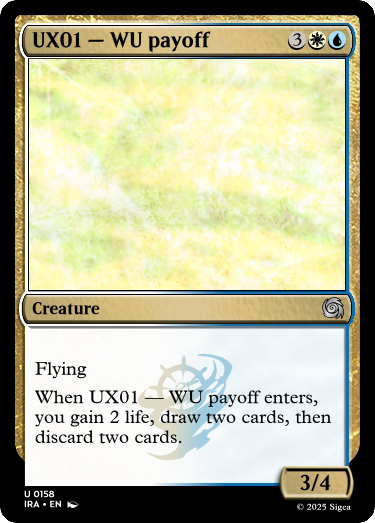 UX01 — WU payoff 3
Creature
Flying
When UX01 — WU payoff enters,
you gain 2 life, draw two cards, then
discard two cards.
3/4
U 0158
IRA • EN
© 2025 Sigea